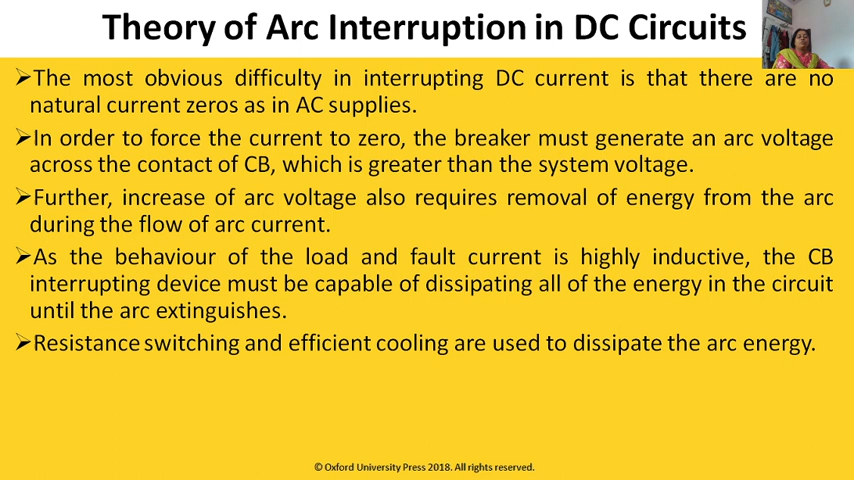 Theory of Arc Interruption in DC Circuits
➢The most obvious difficulty in interrupting DC current is that there are no
natural current zeros as in AC supplies.
➢In order to force the current to zero, the breaker must generate an arc voltage
across the contact of CB, which is greater than the system voltage.
➢Further, increase of arc voltage also requires removal of energy from the arc
during the flow of arc current.
➢As the behaviour of the load and fault current is highly inductive, the CB
interrupting device must be capable of dissipating all of the energy in the circuit
until the arc extinguishes.
➢Resistance switching and efficient cooling are used to dissipate the arc energy.
© Oxford University Press 2018. All rights reserved.